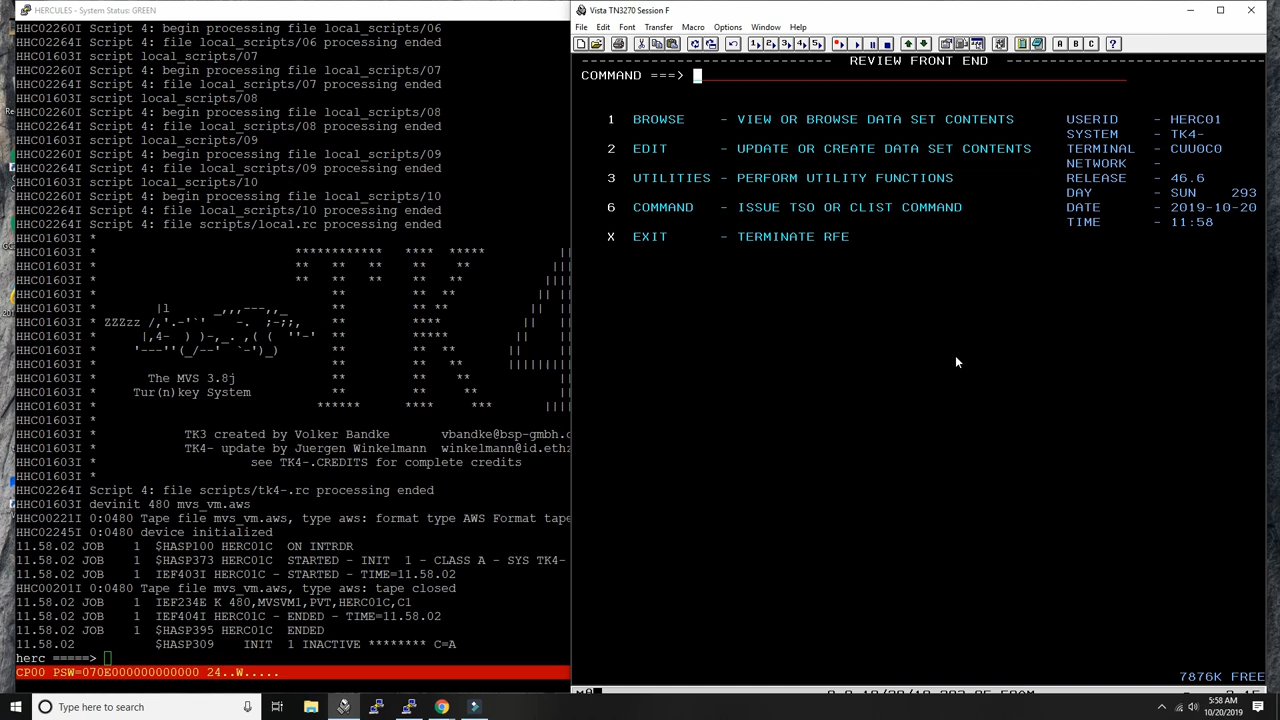 HERCULES - System Status: GREEN
HHC02260I Script 4: begin processing file local_scripts/06
HHC02264I Script 4: file local_scripts/06 processing ended
HHC01603I script local_scripts/07
HHC02260I Script 4: begin processing file local_scripts/07
HHC02264I Script 4: file local_scripts/07 processing ended
HHC01603I script local_scripts/08
HHC02260I Script 4: begin processing file local_scripts/08
HHC02264I Script 4: file local_scripts/08 processing ended
HHC01603I script local_scripts/09
HHC02260I Script 4: begin processing file local_scripts/09
HHC02264I Script 4: file local_scripts/09 processing ended
HHC01603I script local_scripts/10
HHC02260I Script 4: begin processing file local_scripts/10
HHC02264I Script 4: file local_scripts/10 processing ended
HHC02264I Script 4: file scripts/local.rc processing ended
HHC01603I *
HHC01603I * *********** **** ***** ||
HHC01603I * ** ** ** ** ** ||
HHC01603I * ** ** ** ** ** ||||
HHC01603I * ** ** ** || ||
HHC01603I * |l _,,,---,,_ ** ** ** || ||
HHC01603I * ZZZzz /,'.-'`' -. ;-;;, ** **** || ||
HHC01603I * |,4- ) )-,_. ,( ( ''-' ** ***** || ||
HHC01603I * '---''(_/--' `-')_) ** ** ** || ||
HHC01603I * ** ** ** ||||||||||
HHC01603I * The MVS 3.8j ** ** ** ||
HHC01603I * Tur(n)key System ** ** ** ||
HHC01603I * ****** **** *** ||||
HHC01603I *
HHC01603I * TK3 created by Volker Bandke vbandke@bsp-gmbh.c
HHC01603I * TK4- update by Juergen Winkelmann winkelmann@id.ethz
HHC01603I * see TK4-.CREDITS for complete credits
HHC01603I *
HHC02264I Script 4: file scripts/tk4-.rc processing ended
HHC01603I devinit 480 mvs_vm.aws
HHC00221I 0:0480 Tape file mvs_vm.aws, type aws: format type AWS Format tape
HHC02245I 0:0480 device initialized
11.58.02 JOB 1 $HASP100 HERC01C ON INTRDR
11.58.02 JOB 1 $HASP373 HERC01C STARTED - INIT 1 - CLASS A - SYS TK4-
11.58.02 JOB 1 IEF403I HERC01C - STARTED - TIME=11.58.02
HHC00201I 0:0480 Tape file mvs_vm.aws, type aws: tape closed
11.58.02 JOB 1 IEF234E K 480,MVSVM1,PVT,HERC01C,C1
11.58.02 JOB 1 IEF404I HERC01C - ENDED - TIME=11.58.02
11.58.02 JOB 1 $HASP395 HERC01C ENDED
11.58.02 $HASP309 INIT 1 INACTIVE ******** C=A
herc =====>
CP00 PSW=070E000000000000 24..W.....
Vista TN3270 Session F
File Edit Font Transfer Macro Options Window Help
1 2 3 4 5 A B C ?
REVIEW FRONT END
COMMAND ===>
1 BROWSE - VIEW OR BROWSE DATA SET CONTENTS USERID - HERC01
SYSTEM - TK4-
2 EDIT - UPDATE OR CREATE DATA SET CONTENTS TERMINAL - CUU0C0
NETWORK -
3 UTILITIES - PERFORM UTILITY FUNCTIONS RELEASE - 46.6
DAY - SUN 293
6 COMMAND - ISSUE TSO OR CLIST COMMAND DATE - 2019-10-20
TIME - 11:58
X EXIT - TERMINATE RFE
7876K FREE
Type here to search
5:58 AM
10/20/2019